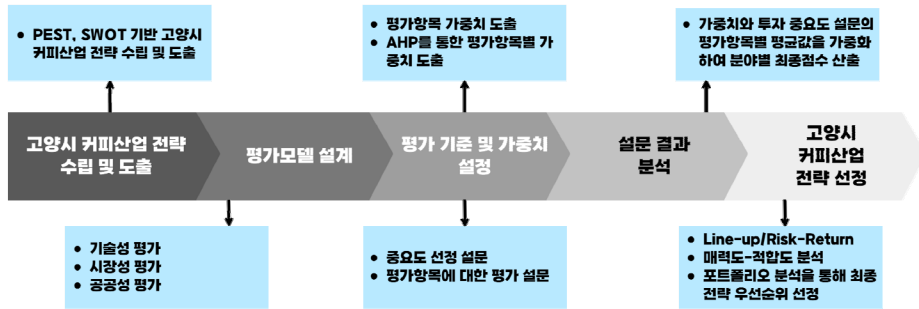 • PEST, SWOT 기반 고양시
커피산업 전략 수립 및 도출
• 평가항목 가중치 도출
• AHP를 통한 평가항목별 가
중치 도출
• 가중치와 투자 중요도 설문의
평가항목별 평균값을 가중화
하여 분야별 최종점수 산출
고양시 커피산업 전략
수립 및 도출
평가모델 설계
평가 기준 및 가중치
설정
설문 결과
분석
고양시
커피산업
전략 선정
• 기술성 평가
• 시장성 평가
• 공공성 평가
• 중요도 선정 설문
• 평가항목에 대한 평가 설문
• Line-up/Risk-Return
• 매력도-적합도 분석
• 포트폴리오 분석을 통해 최종
전략 우선순위 선정